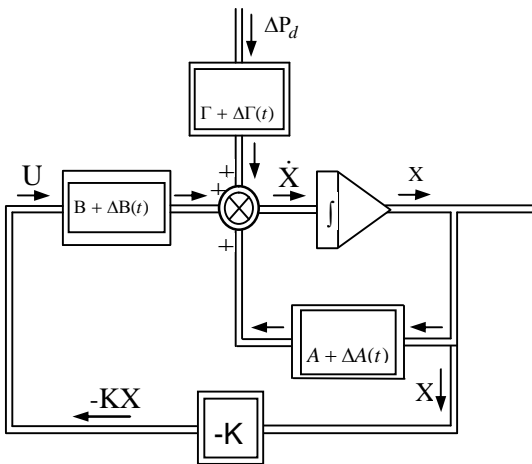 ΔP_d
Γ + ΔΓ(t)
+
+
U
Ẋ
X
B + ΔB(t)
∫
+
A + ΔA(t)
X
-KX
-K